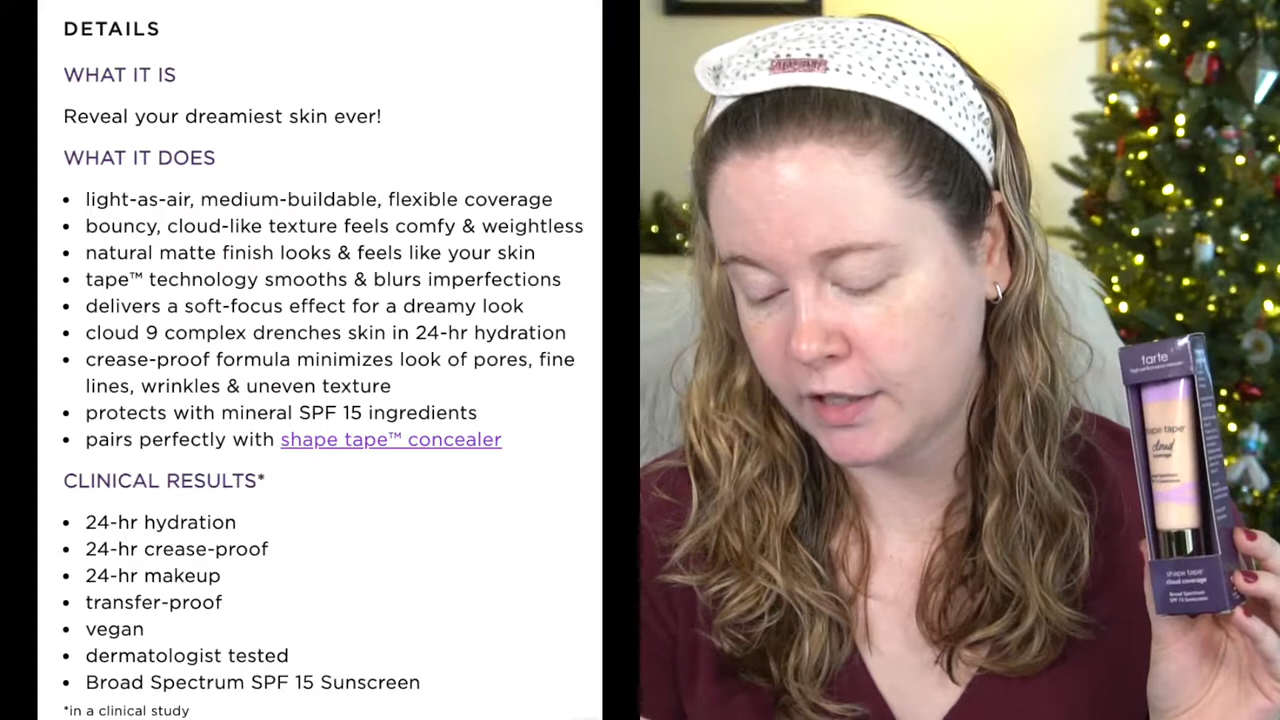 DETAILS
WHAT IT IS
Reveal your dreamiest skin ever!
WHAT IT DOES
light-as-air, medium-buildable, flexible coverage
bouncy, cloud-like texture feels comfy & weightless
natural matte finish looks & feels like your skin
tape™ technology smooths & blurs imperfections
delivers a soft-focus effect for a dreamy look
cloud 9 complex drenches skin in 24-hr hydration
crease-proof formula minimizes look of pores, fine
lines, wrinkles & uneven texture
protects with mineral SPF 15 ingredients
pairs perfectly with shape tape™ concealer
CLINICAL RESULTS*
24-hr hydration
24-hr crease-proof
24-hr makeup
transfer-proof
vegan
dermatologist tested
Broad Spectrum SPF 15 Sunscreen
*in a clinical study
tarte
cloud
coverage
shape tape
cloud coverage
Broad Spectrum
SPF 15 Sunscreen